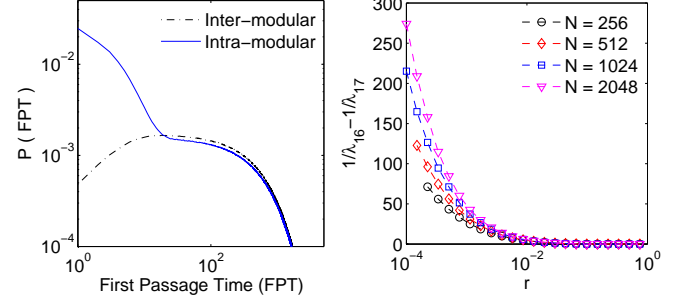 Inter-modular
Intra-modular
10^-2
10^-3
10^-4
P ( FPT )
10^0
10^2
First Passage Time (FPT)
300
250
200
150
100
50
0
1/λ16-1/λ17
N = 256
N = 512
N = 1024
N = 2048
10^-4
10^-2
10^0
r